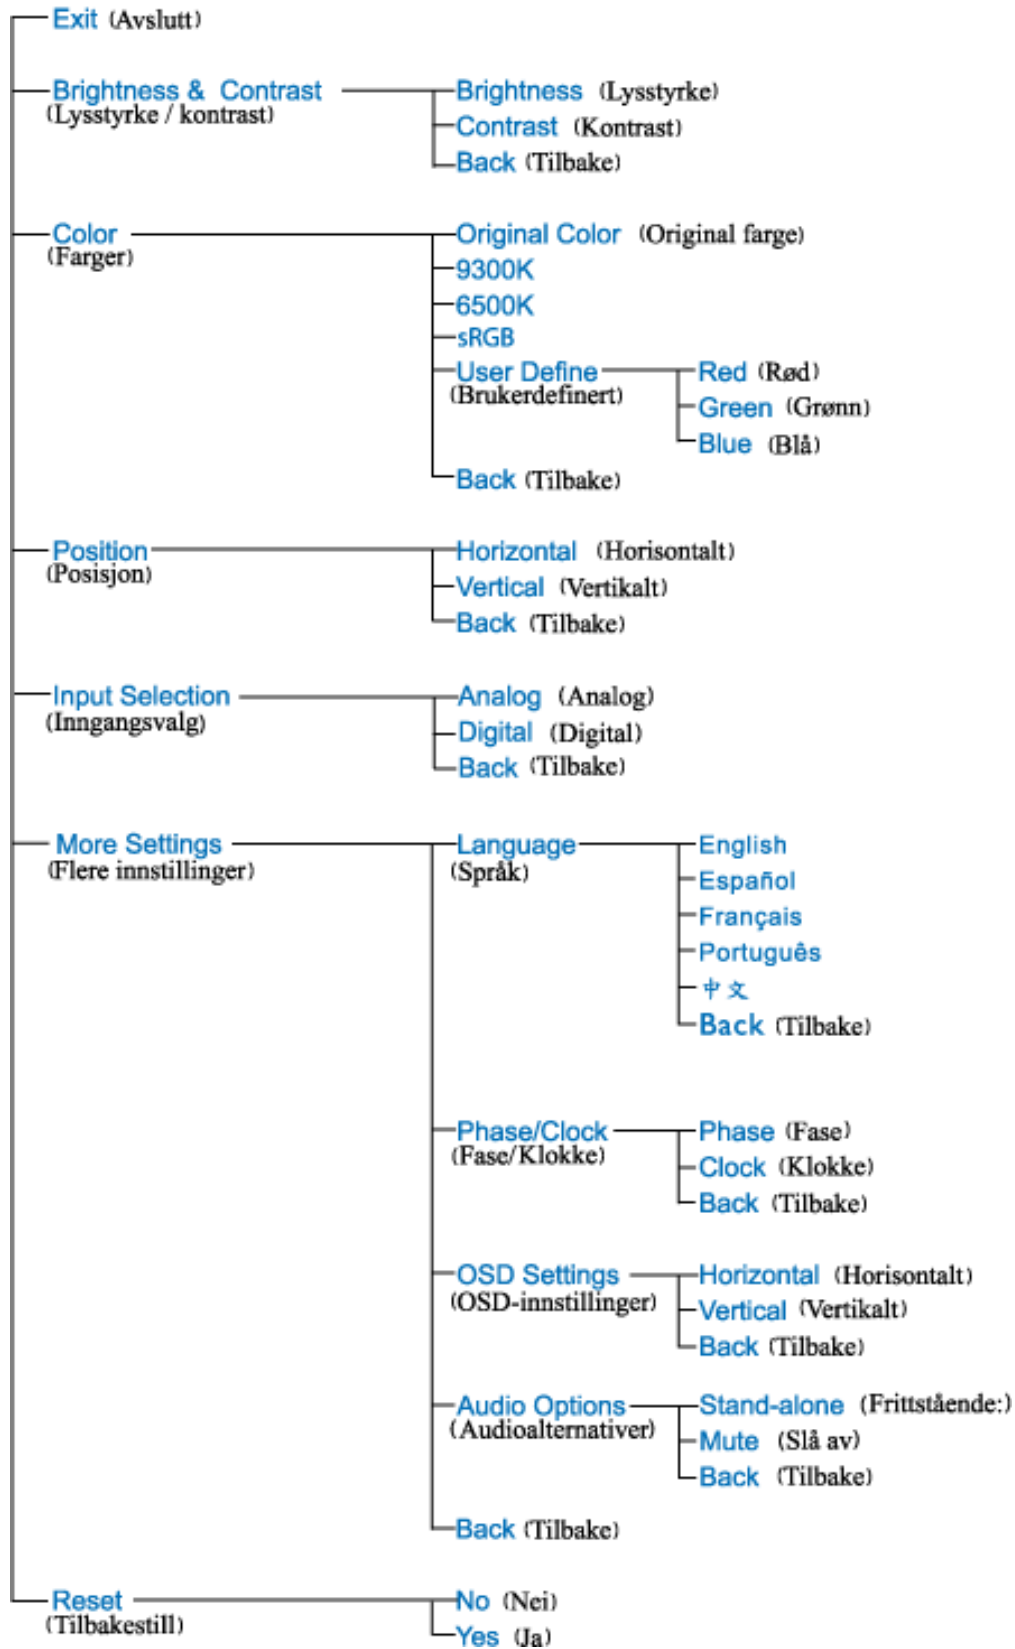 Exit (Avslutt)
Brightness & Contrast
(Lysstyrke / kontrast)
Brightness (Lysstyrke)
Contrast (Kontrast)
Back (Tilbake)
Color
(Farger)
Original Color (Original farge)
9300K
6500K
sRGB
User Define
(Brukerdefinert)
Red (Rød)
Green (Grønn)
Blue (Blå)
Back (Tilbake)
Position
(Posisjon)
Horizontal (Horisontalt)
Vertical (Vertikalt)
Back (Tilbake)
Input Selection
(Inngangsvalg)
Analog (Analog)
Digital (Digital)
Back (Tilbake)
More Settings
(Flere innstillinger)
Language
(Språk)
English
Español
Français
Português
中文
Back (Tilbake)
Phase/Clock
(Fase/Klokke)
Phase (Fase)
Clock (Klokke)
Back (Tilbake)
OSD Settings
(OSD-innstillinger)
Horizontal (Horisontalt)
Vertical (Vertikalt)
Back (Tilbake)
Audio Options
(Audioalternativer)
Stand-alone (Frittstående:)
Mute (Slå av)
Back (Tilbake)
Back (Tilbake)
Reset
(Tilbakestill)
No (Nei)
Yes (Ja)